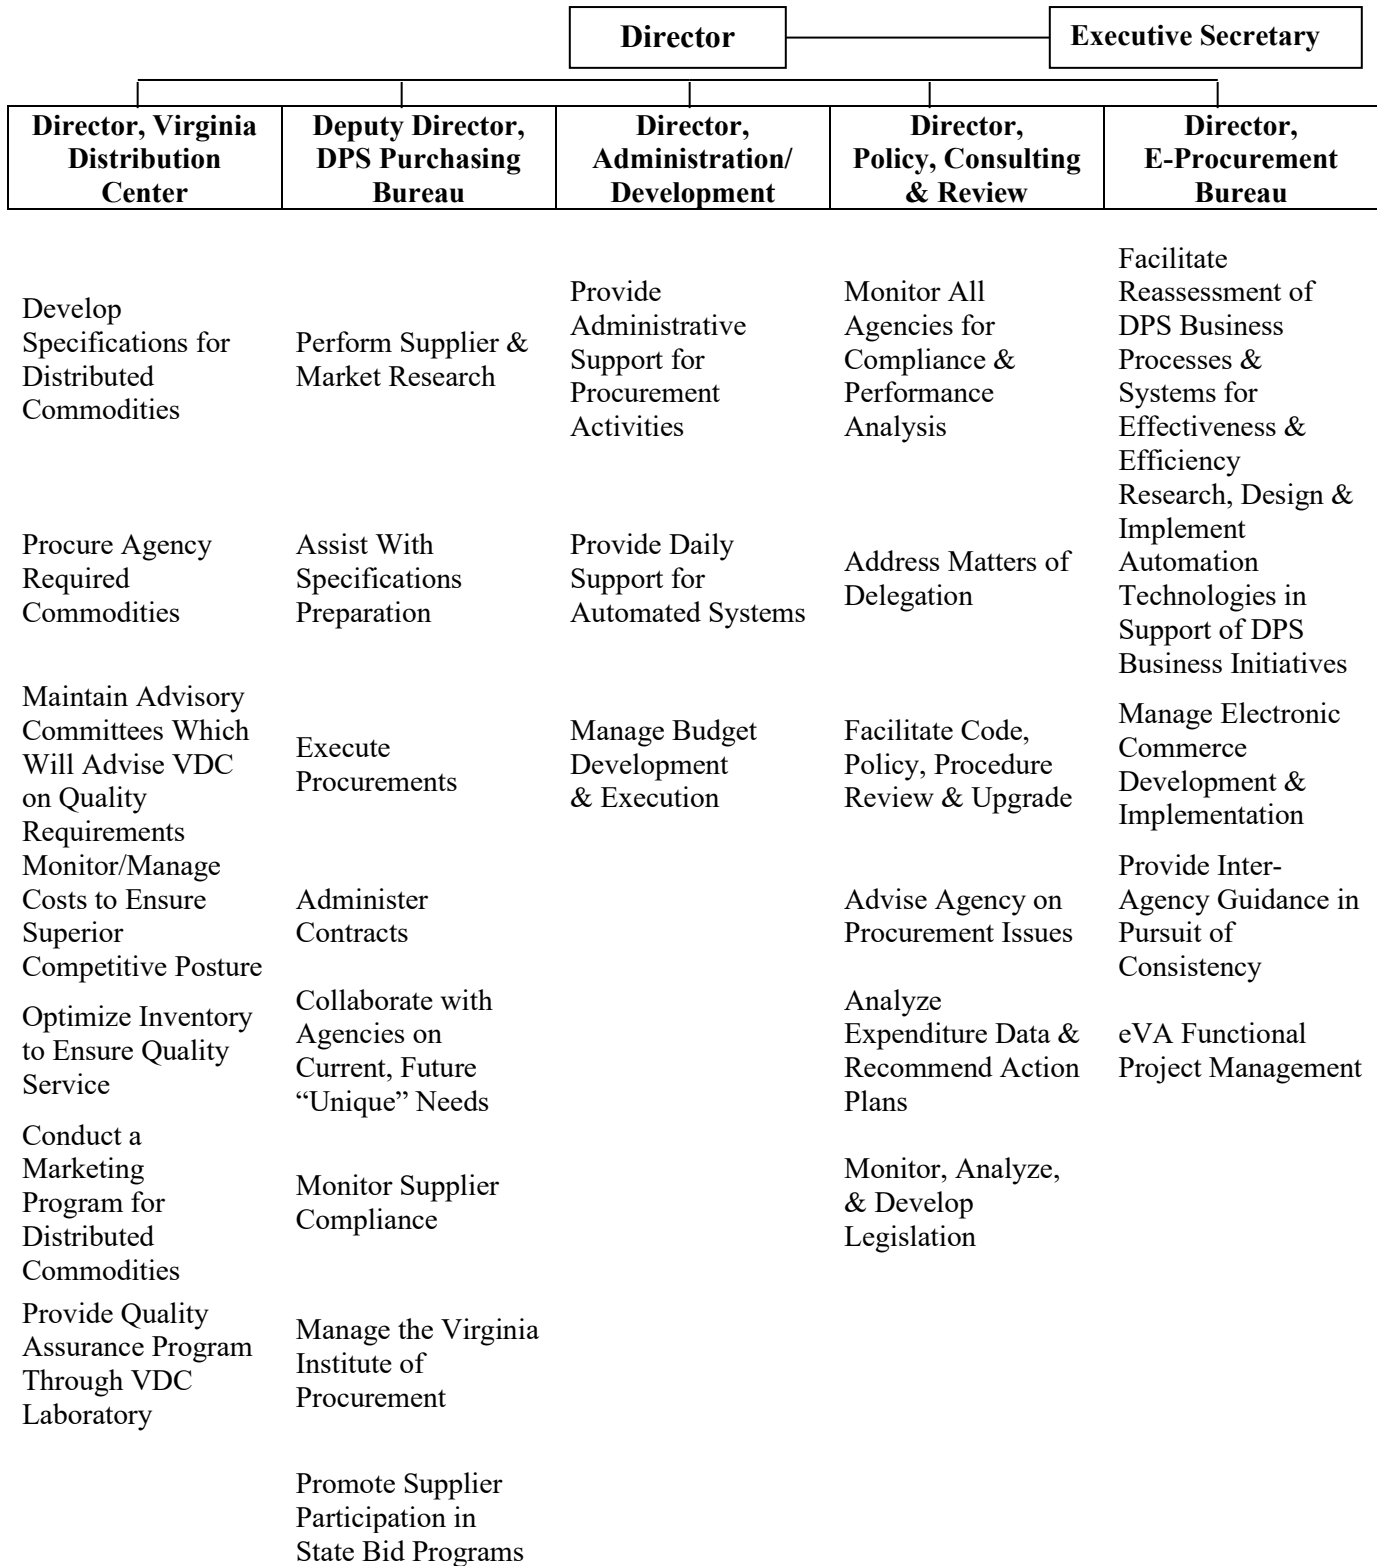 Director
Executive Secretary
Director, Virginia
Distribution
Center
Deputy Director,
DPS Purchasing
Bureau
Director,
Administration/
Development
Director,
Policy, Consulting
& Review
Director,
E-Procurement
Bureau
Develop
Specifications for
Distributed
Commodities
Perform Supplier &
Market Research
Provide
Administrative
Support for
Procurement
Activities
Monitor All
Agencies for
Compliance &
Performance
Analysis
Facilitate
Reassessment of
DPS Business
Processes &
Systems for
Effectiveness &
Efficiency
Procure Agency
Required
Commodities
Assist With
Specifications
Preparation
Provide Daily
Support for
Automated Systems
Address Matters of
Delegation
Research, Design &
Implement
Automation
Technologies in
Support of DPS
Business Initiatives
Maintain Advisory
Committees Which
Will Advise VDC
on Quality
Requirements
Execute
Procurements
Manage Budget
Development
& Execution
Facilitate Code,
Policy, Procedure
Review & Upgrade
Manage Electronic
Commerce
Development &
Implementation
Monitor/Manage
Costs to Ensure
Superior
Competitive Posture
Administer
Contracts
Advise Agency on
Procurement Issues
Provide Inter-
Agency Guidance in
Pursuit of
Consistency
Optimize Inventory
to Ensure Quality
Service
Collaborate with
Agencies on
Current, Future
“Unique” Needs
Analyze
Expenditure Data &
Recommend Action
Plans
eVA Functional
Project Management
Conduct a
Marketing
Program for
Distributed
Commodities
Monitor Supplier
Compliance
Monitor, Analyze,
& Develop
Legislation
Provide Quality
Assurance Program
Through VDC
Laboratory
Manage the Virginia
Institute of
Procurement
Promote Supplier
Participation in
State Bid Programs